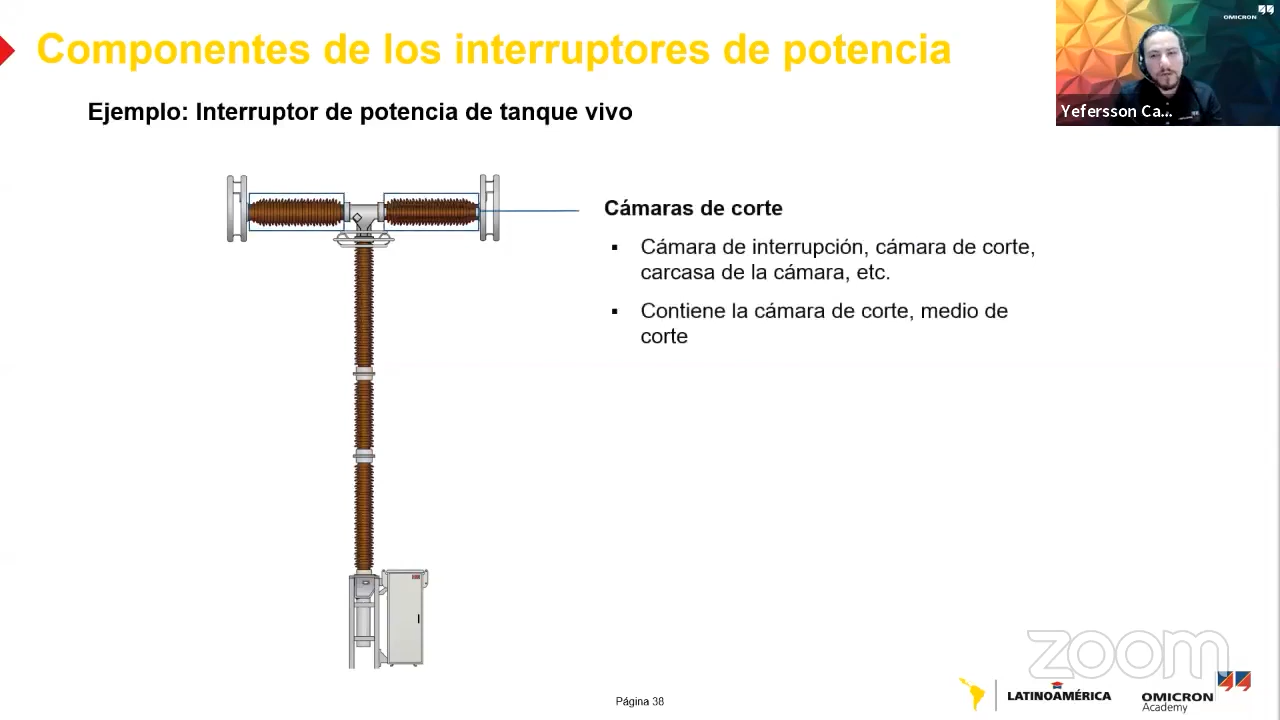 Componentes de los interruptores de potencia
OMICRON
Yefersson Ca...
Ejemplo: Interruptor de potencia de tanque vivo
Cámaras de corte
▪ Cámara de interrupción, cámara de corte,
carcasa de la cámara, etc.
▪ Contiene la cámara de corte, medio de
corte
zoom
Página 38
LATINOAMÉRICA
OMICRON
Academy